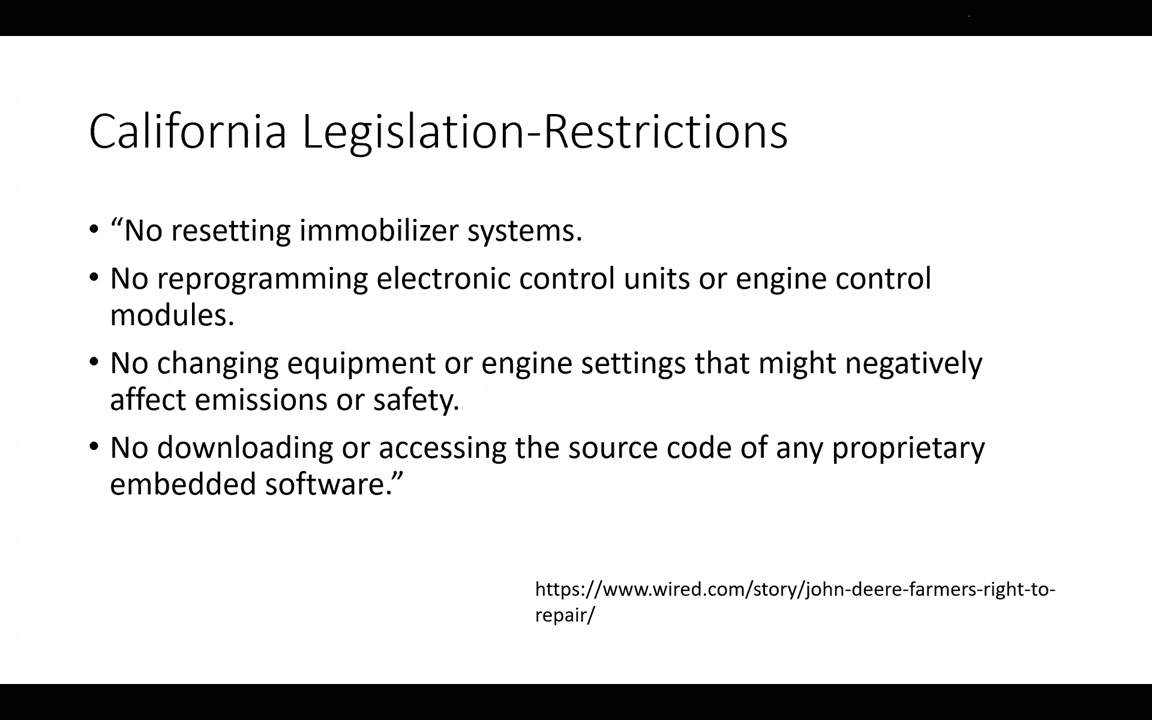 California Legislation-Restrictions
• “No resetting immobilizer systems.
• No reprogramming electronic control units or engine control
modules.
• No changing equipment or engine settings that might negatively
affect emissions or safety.
• No downloading or accessing the source code of any proprietary
embedded software.”
https://www.wired.com/story/john-deere-farmers-right-to-
repair/